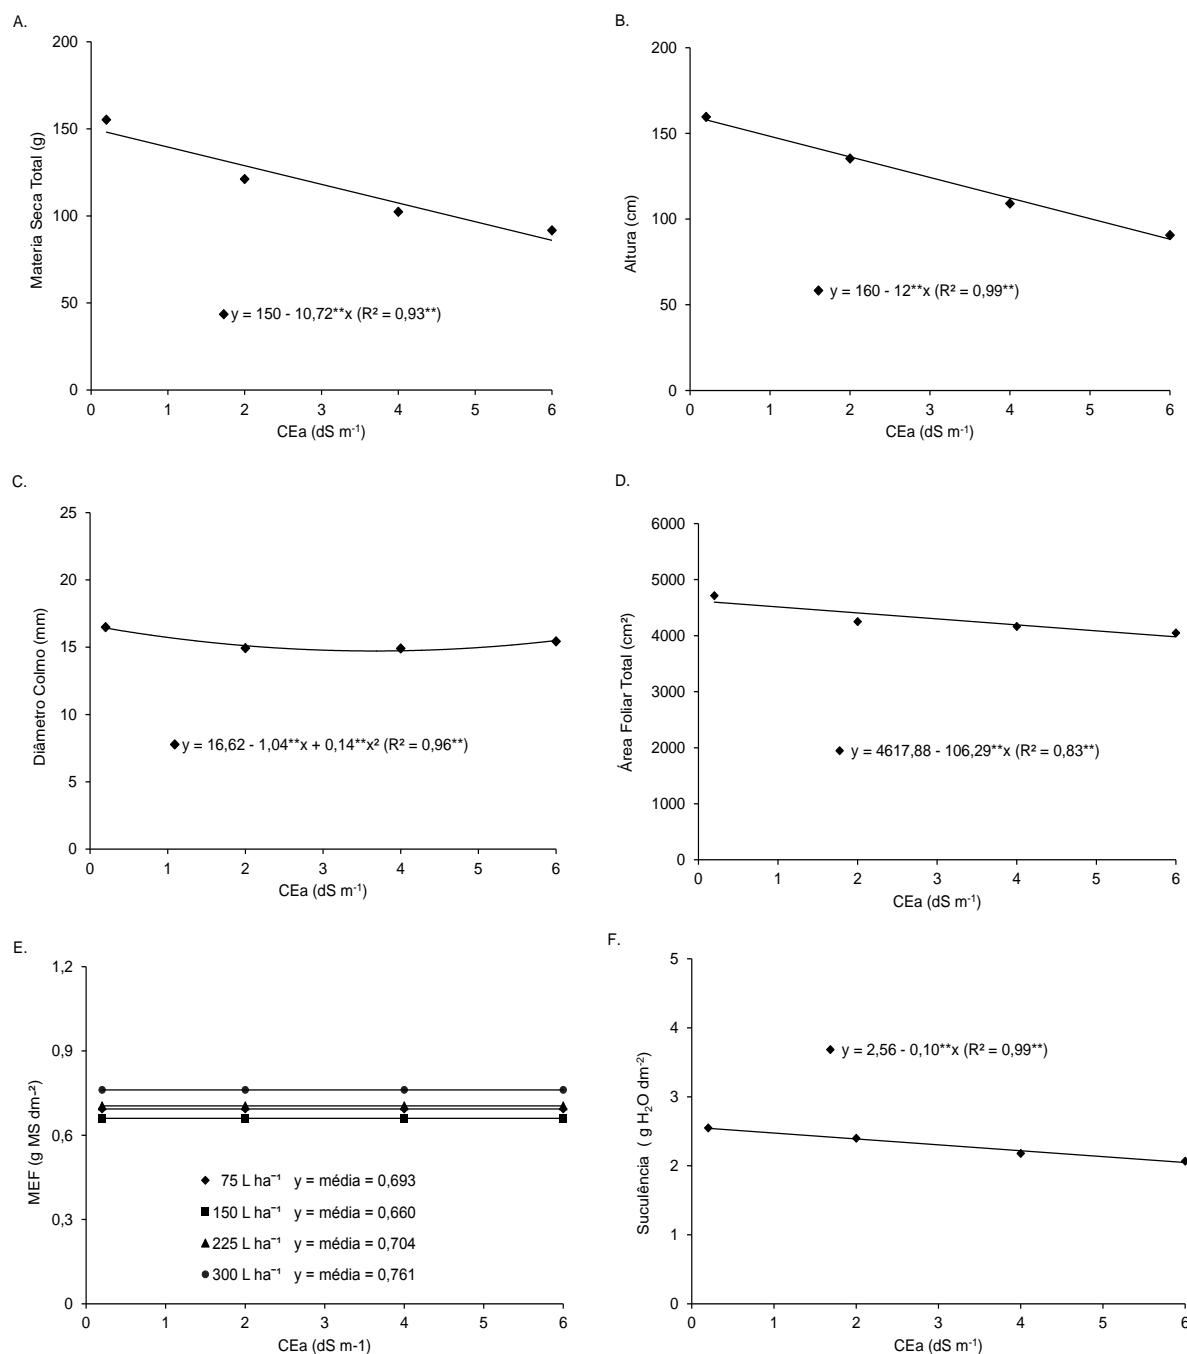 A.
200
150
100
50
0
Materia Seca Total (g)
y = 150 - 10,72**x (R² = 0,93**)
0 1 2 3 4 5 6
CEa (dS m⁻¹)
B.
200
150
100
50
0
Altura (cm)
y = 160 - 12**x (R² = 0,99**)
0 1 2 3 4 5 6
CEa (dS m⁻¹)
C.
25
20
15
10
5
0
Diâmetro Colmo (mm)
y = 16,62 - 1,04**x + 0,14**x² (R² = 0,96**)
0 1 2 3 4 5 6
CEa (dS m⁻¹)
D.
6000
5000
4000
3000
2000
1000
0
Área Foliar Total (cm²)
y = 4617,88 - 106,29**x (R² = 0,83**)
0 1 2 3 4 5 6
CEa (dS m⁻¹)
E.
1,2
0,9
0,6
0,3
0
MEF (g MS dm⁻²)
75 L ha⁻¹ y = média = 0,693
150 L ha⁻¹ y = média = 0,660
225 L ha⁻¹ y = média = 0,704
300 L ha⁻¹ y = média = 0,761
0 1 2 3 4 5 6
CEa (dS m-1)
F.
5
4
3
2
1
0
Suculência ( g H₂O dm⁻²)
y = 2,56 - 0,10**x (R² = 0,99**)
0 1 2 3 4 5 6
CEa (dS m⁻¹)